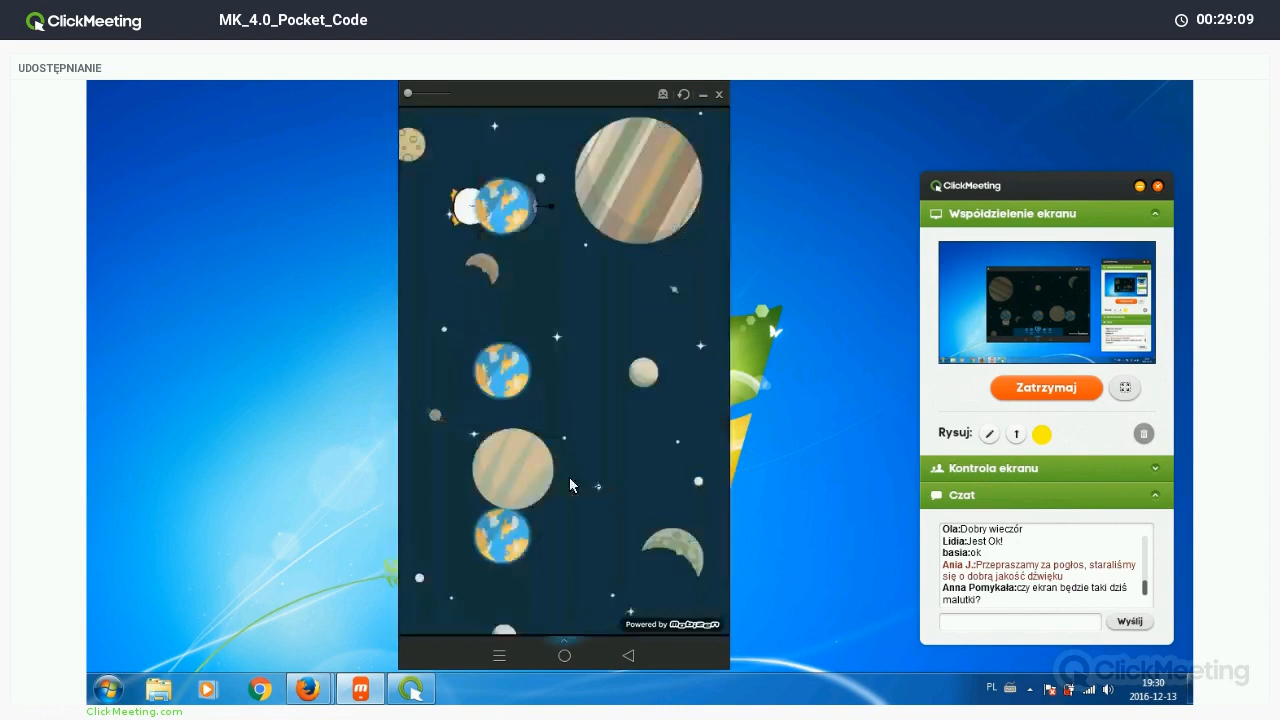 ClickMeeting
MK_4.0_Pocket_Code
00:29:09
UDOSTĘPNIANIE
ClickMeeting
Współdzielenie ekranu
Zatrzymaj
Rysuj:
Kontrola ekranu
Czat
Ola:Dobry wieczór
Lidia:Jest Ok!
basia:ok
Ania J.:Przepraszamy za pogłos, staraliśmy
się o dobrą jakość dźwięku
Anna Pomykała:czy ekran będzie taki dziś
malutki?
Wyślij
Powered by mobizen
ClickMeeting
PL
19:30
2016-12-13
ClickMeeting.com